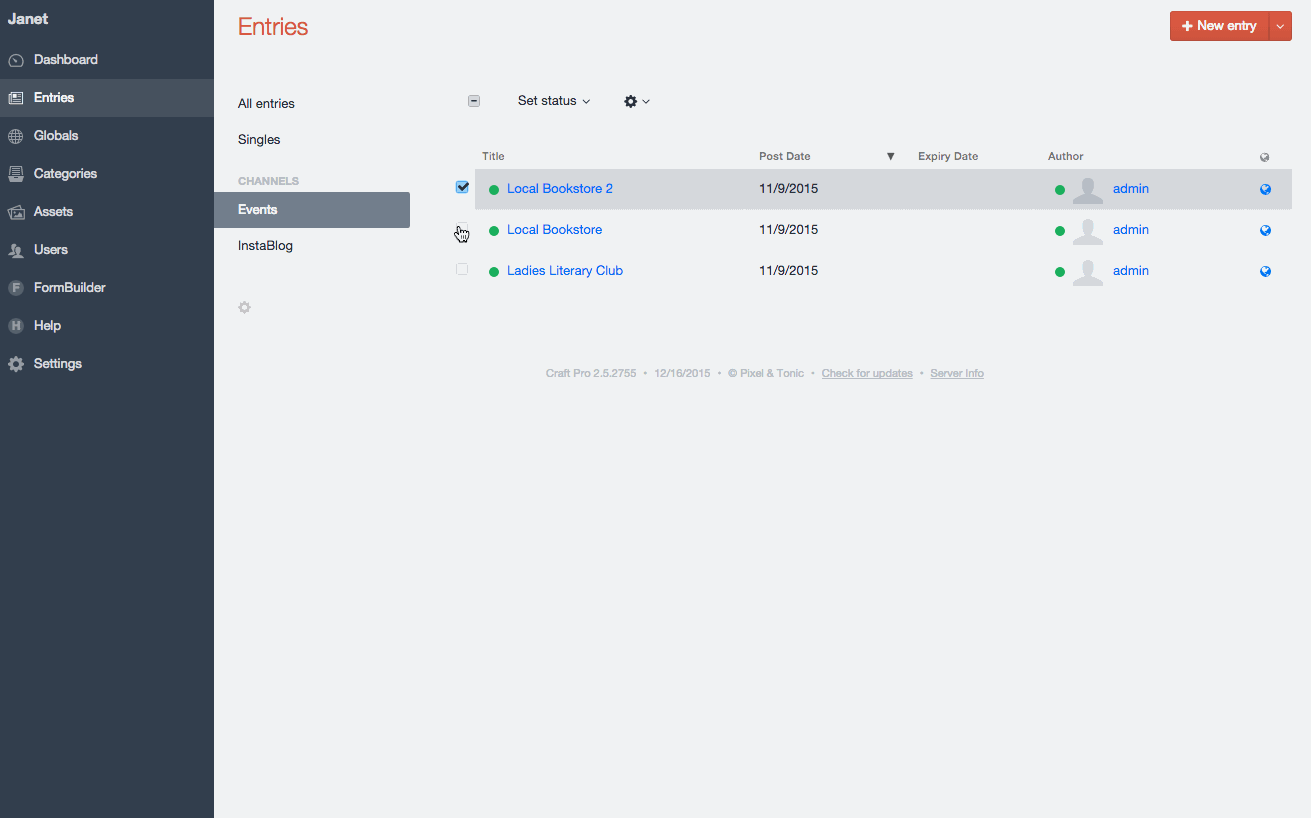 Janet
Dashboard
Entries
Globals
Categories
Assets
Users
F FormBuilder
H Help
Settings
Entries
+ New entry
All entries
Singles
CHANNELS
Events
InstaBlog
Set status
Title Post Date ▼ Expiry Date Author
Local Bookstore 2 11/9/2015 admin
Local Bookstore 11/9/2015 admin
Ladies Literary Club 11/9/2015 admin
Craft Pro 2.5.2755 • 12/16/2015 • © Pixel & Tonic • Check for updates • Server Info